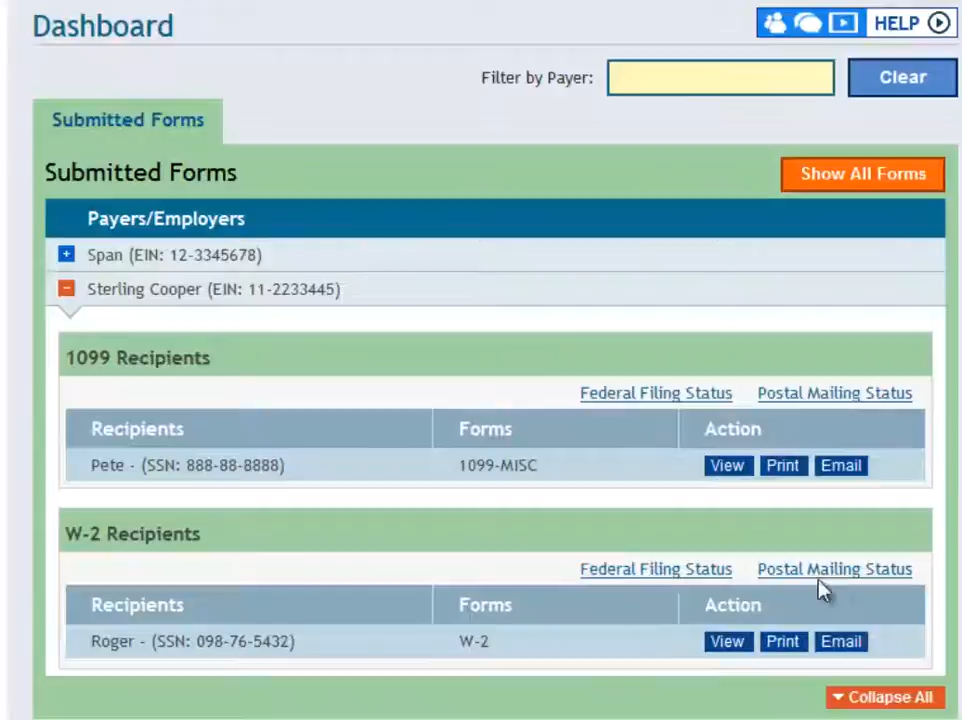 Dashboard
HELP
Filter by Payer:
Clear
Submitted Forms
Submitted Forms
Show All Forms
Payers/Employers
Span (EIN: 12-3345678)
Sterling Cooper (EIN: 11-2233445)
1099 Recipients
Federal Filing Status Postal Mailing Status
Recipients Forms Action
Pete - (SSN: 888-88-8888) 1099-MISC View Print Email
W-2 Recipients
Federal Filing Status Postal Mailing Status
Recipients Forms Action
Roger - (SSN: 098-76-5432) W-2 View Print Email
Collapse All